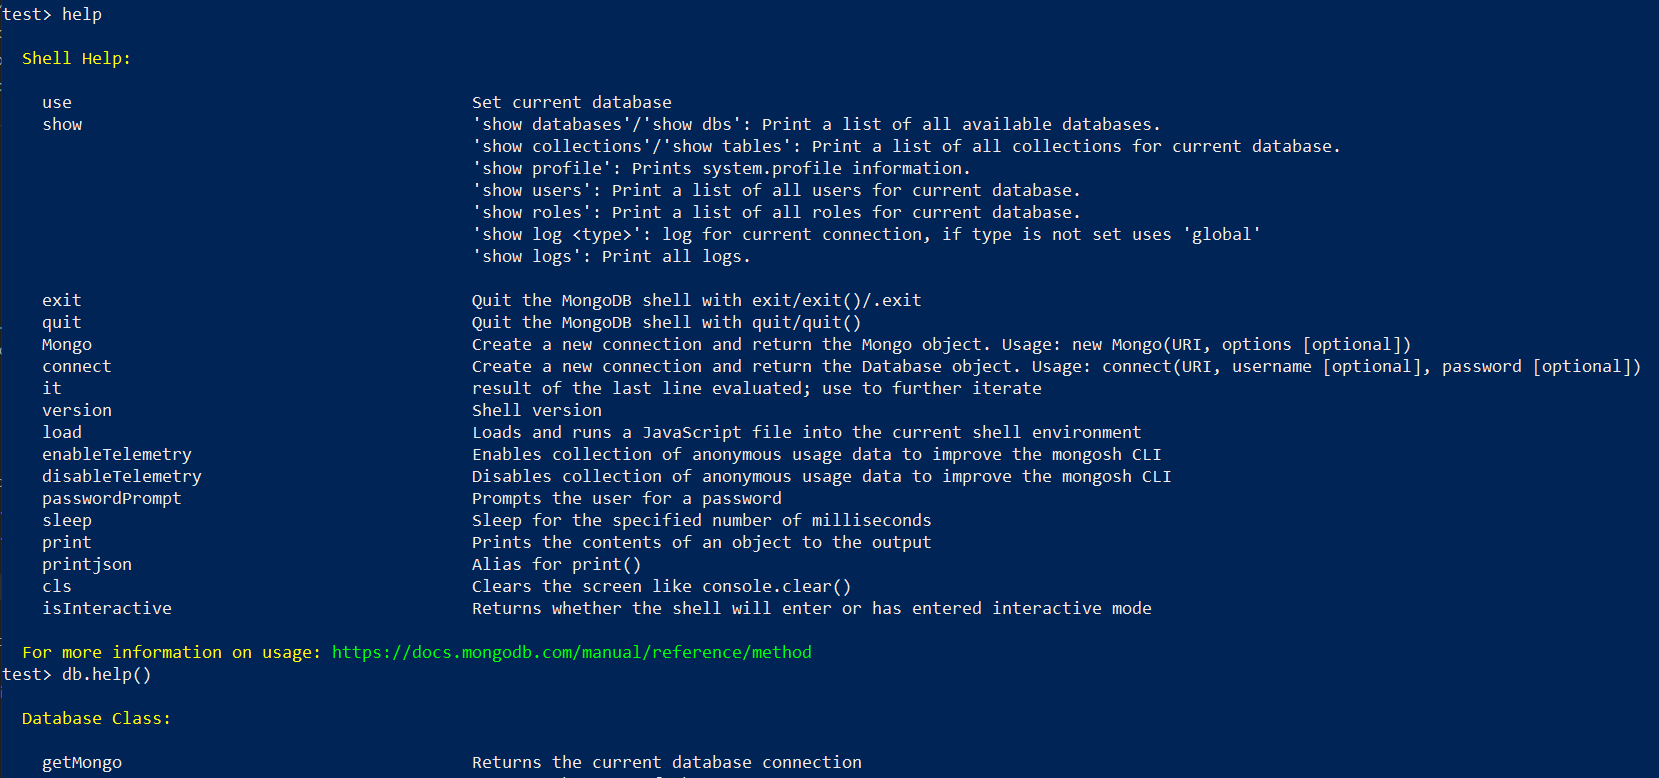 test> help
Shell Help:
use Set current database
show 'show databases'/'show dbs': Print a list of all available databases.
'show collections'/'show tables': Print a list of all collections for current database.
'show profile': Prints system.profile information.
'show users': Print a list of all users for current database.
'show roles': Print a list of all roles for current database.
'show log <type>': log for current connection, if type is not set uses 'global'
'show logs': Print all logs.
exit Quit the MongoDB shell with exit/exit()/.exit
quit Quit the MongoDB shell with quit/quit()
Mongo Create a new connection and return the Mongo object. Usage: new Mongo(URI, options [optional])
connect Create a new connection and return the Database object. Usage: connect(URI, username [optional], password [optional])
it result of the last line evaluated; use to further iterate
version Shell version
load Loads and runs a JavaScript file into the current shell environment
enableTelemetry Enables collection of anonymous usage data to improve the mongosh CLI
disableTelemetry Disables collection of anonymous usage data to improve the mongosh CLI
passwordPrompt Prompts the user for a password
sleep Sleep for the specified number of milliseconds
print Prints the contents of an object to the output
printjson Alias for print()
cls Clears the screen like console.clear()
isInteractive Returns whether the shell will enter or has entered interactive mode
For more information on usage: https://docs.mongodb.com/manual/reference/method
test> db.help()
Database Class:
getMongo Returns the current database connection